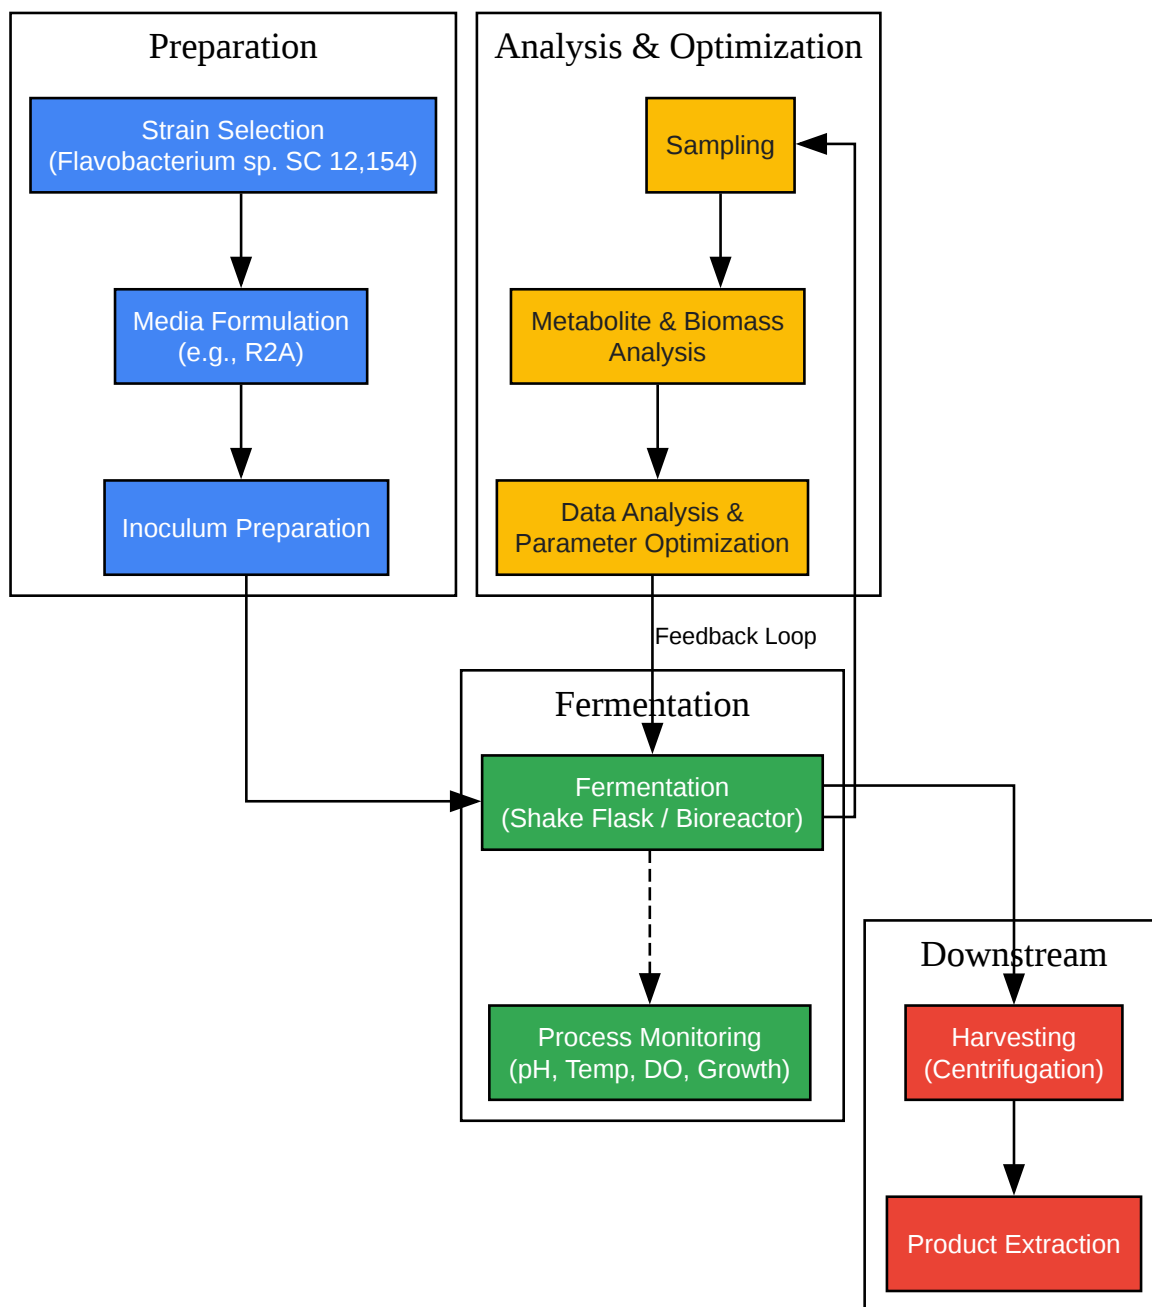 Preparation
Strain Selection
(Flavobacterium sp. SC 12,154)
Media Formulation
(e.g., R2A)
Inoculum Preparation
Analysis & Optimization
Sampling
Metabolite & Biomass
Analysis
Data Analysis &
Parameter Optimization
Feedback Loop
Fermentation
Fermentation
(Shake Flask / Bioreactor)
Process Monitoring
(pH, Temp, DO, Growth)
Downstream
Harvesting
(Centrifugation)
Product Extraction